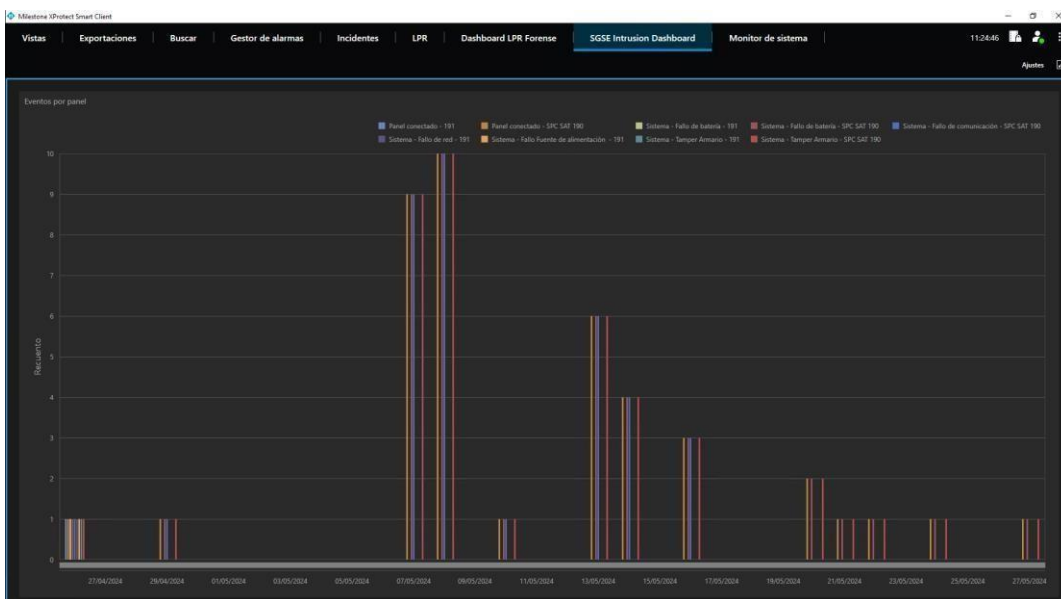 Milestone XProtect Smart Client
Vistas Exportaciones Buscar Gestor de alarmas Incidentes LPR Dashboard LPR Forense SGSE Intrusion Dashboard Monitor de sistema 11:24:46
Ajustes
Eventos por panel
Panel conectado - 191 Panel conectado - SPC SAT 190 Sistema - Fallo de batería - 191 Sistema - Fallo de batería - SPC SAT 190 Sistema - Fallo de comunicación - SPC SAT 190
Sistema - Fallo de red - 191 Sistema - Fallo Fuente de alimentación - 191 Sistema - Tamper Armario - 191 Sistema - Tamper Armario - SPC SAT 190
10
9
8
7
6
5
4
3
2
1
0
Recuento
27/04/2024 29/04/2024 01/05/2024 03/05/2024 05/05/2024 07/05/2024 09/05/2024 11/05/2024 13/05/2024 15/05/2024 17/05/2024 19/05/2024 21/05/2024 23/05/2024 25/05/2024 27/05/2024